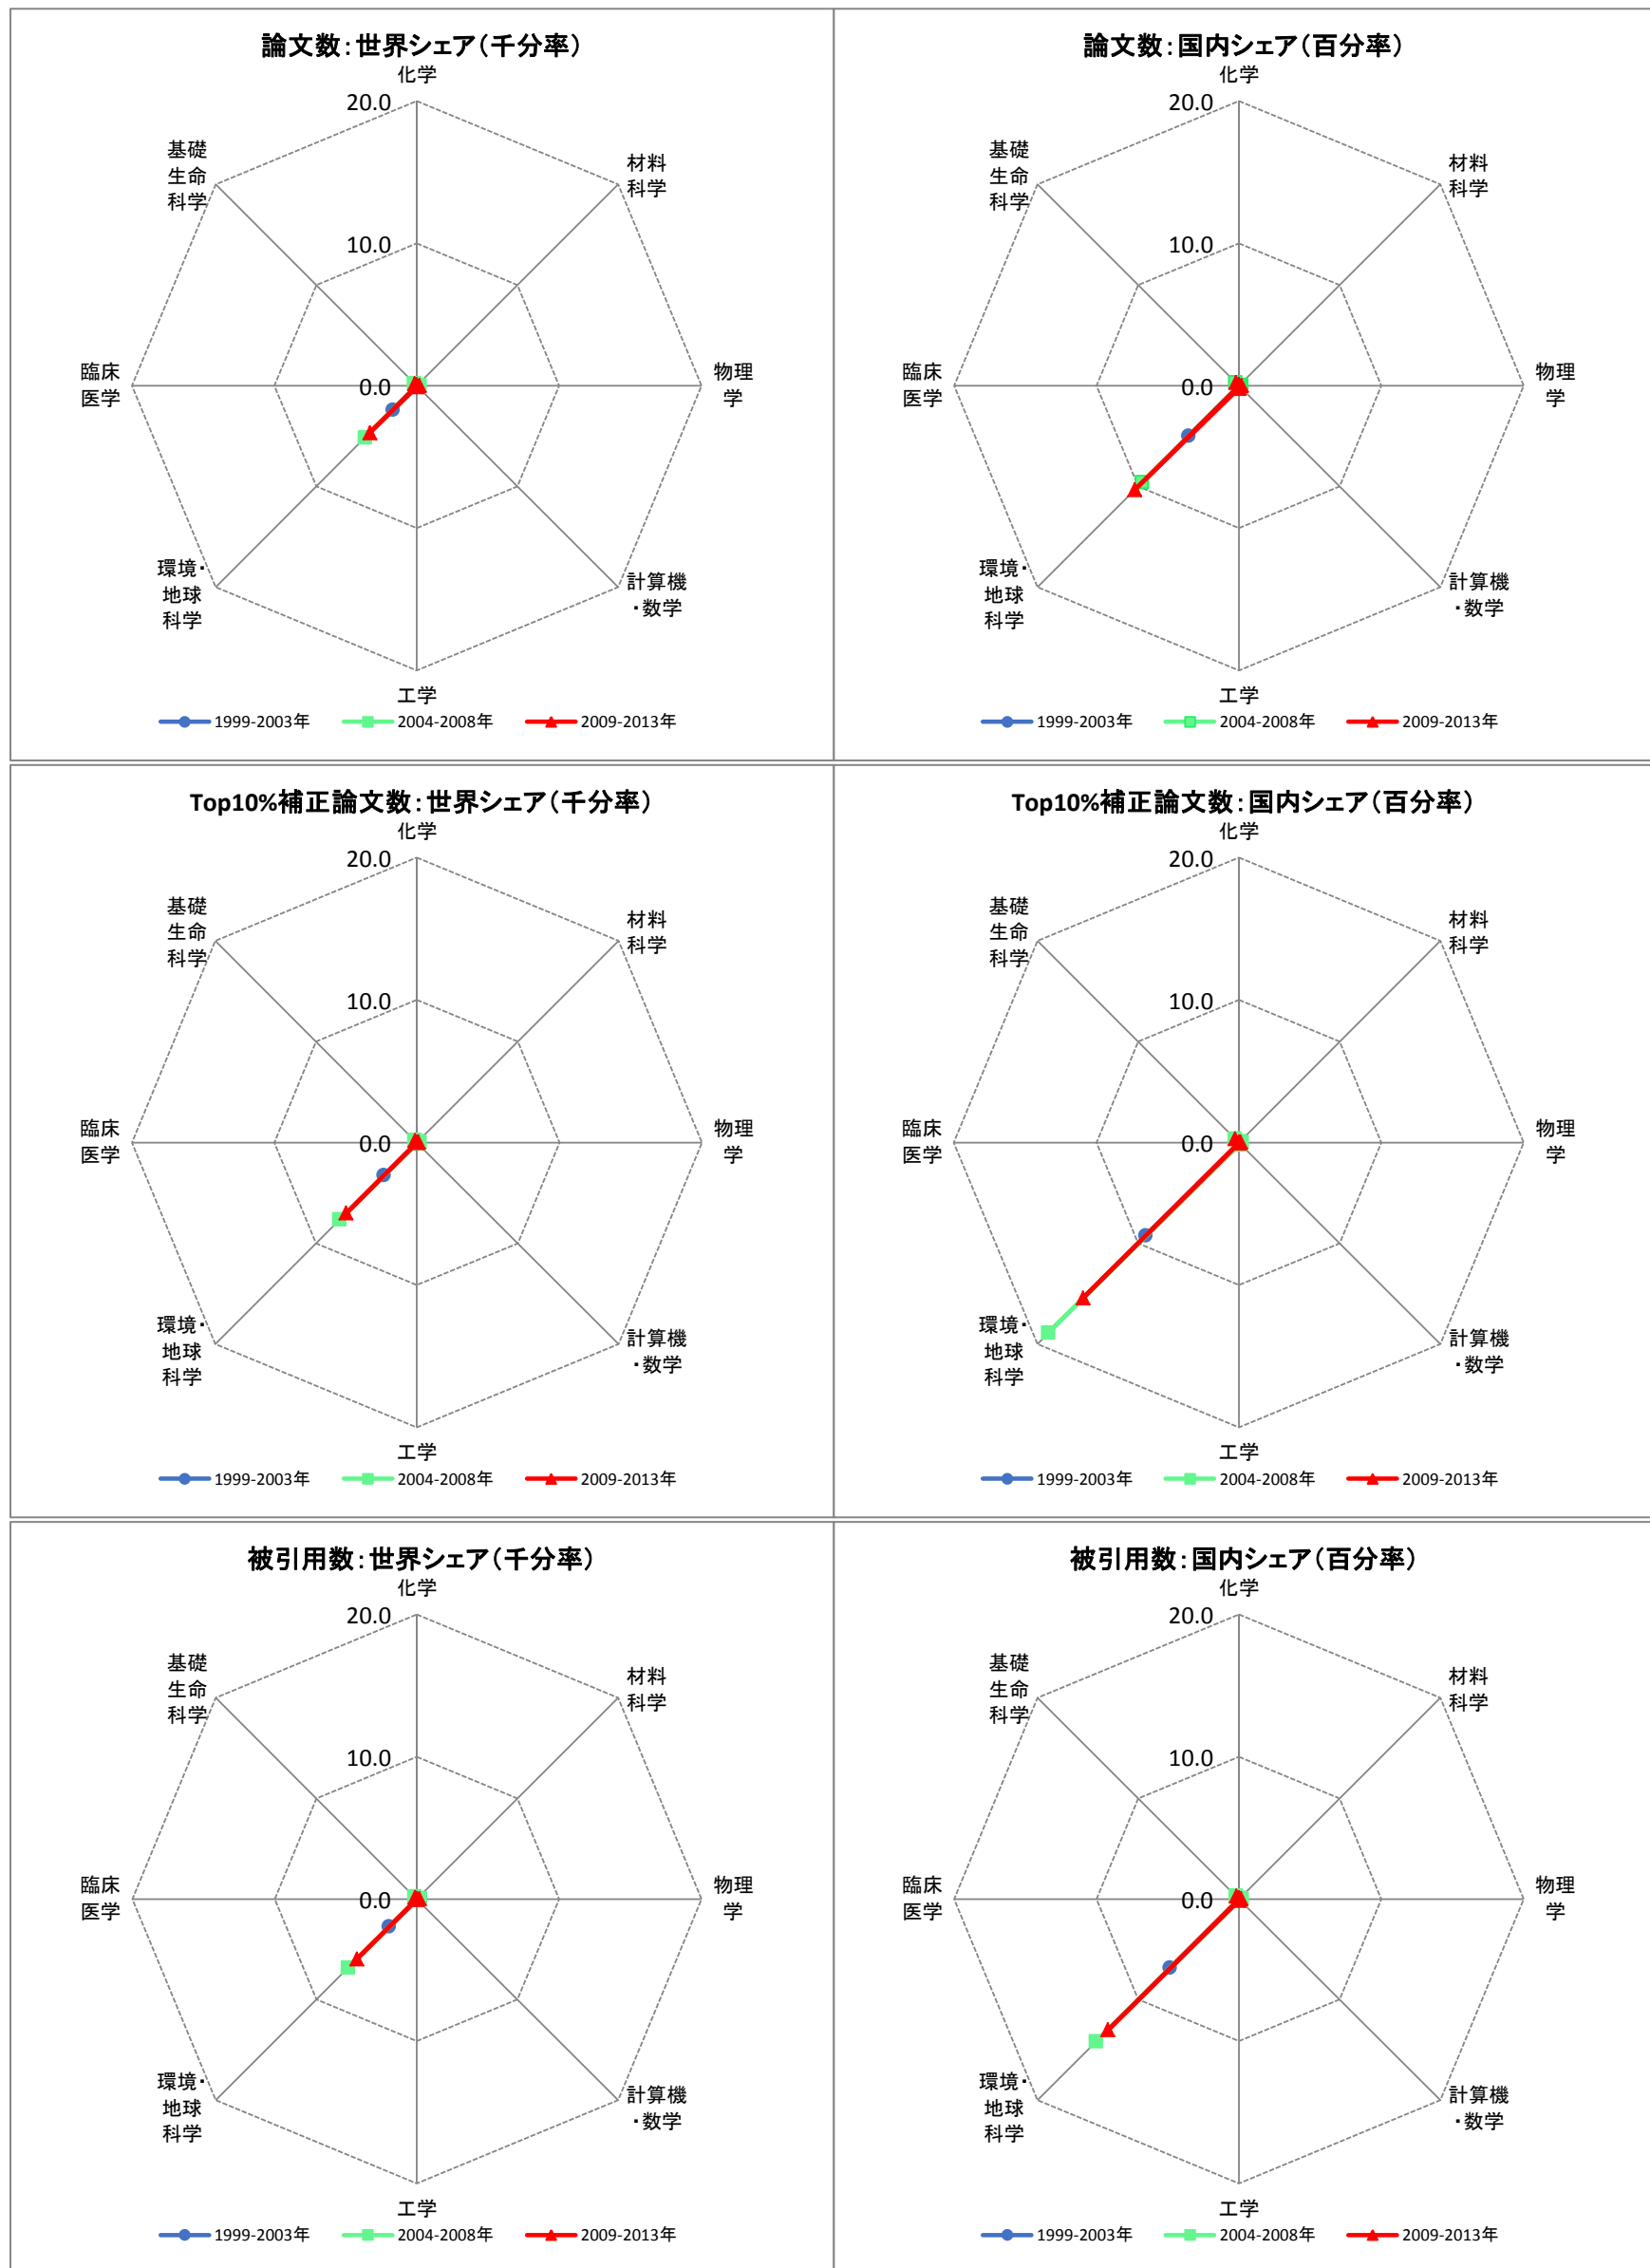 論文数：世界シェア（千分率）
化学
20.0
10.0
0.0
材料
科学
物理
学
計算機
・数学
工学
環境・
地球
科学
臨床
医学
基礎
生命
科学
1999-2003年 2004-2008年 2009-2013年
論文数：国内シェア（百分率）
化学
20.0
10.0
0.0
材料
科学
物理
学
計算機
・数学
工学
環境・
地球
科学
臨床
医学
基礎
生命
科学
1999-2003年 2004-2008年 2009-2013年
Top10%補正論文数：世界シェア（千分率）
化学
20.0
10.0
0.0
材料
科学
物理
学
計算機
・数学
工学
環境・
地球
科学
臨床
医学
基礎
生命
科学
1999-2003年 2004-2008年 2009-2013年
Top10%補正論文数：国内シェア（百分率）
化学
20.0
10.0
0.0
材料
科学
物理
学
計算機
・数学
工学
環境・
地球
科学
臨床
医学
基礎
生命
科学
1999-2003年 2004-2008年 2009-2013年
被引用数：世界シェア（千分率）
化学
20.0
10.0
0.0
材料
科学
物理
学
計算機
・数学
工学
環境・
地球
科学
臨床
医学
基礎
生命
科学
1999-2003年 2004-2008年 2009-2013年
被引用数：国内シェア（百分率）
化学
20.0
10.0
0.0
材料
科学
物理
学
計算機
・数学
工学
環境・
地球
科学
臨床
医学
基礎
生命
科学
1999-2003年 2004-2008年 2009-2013年